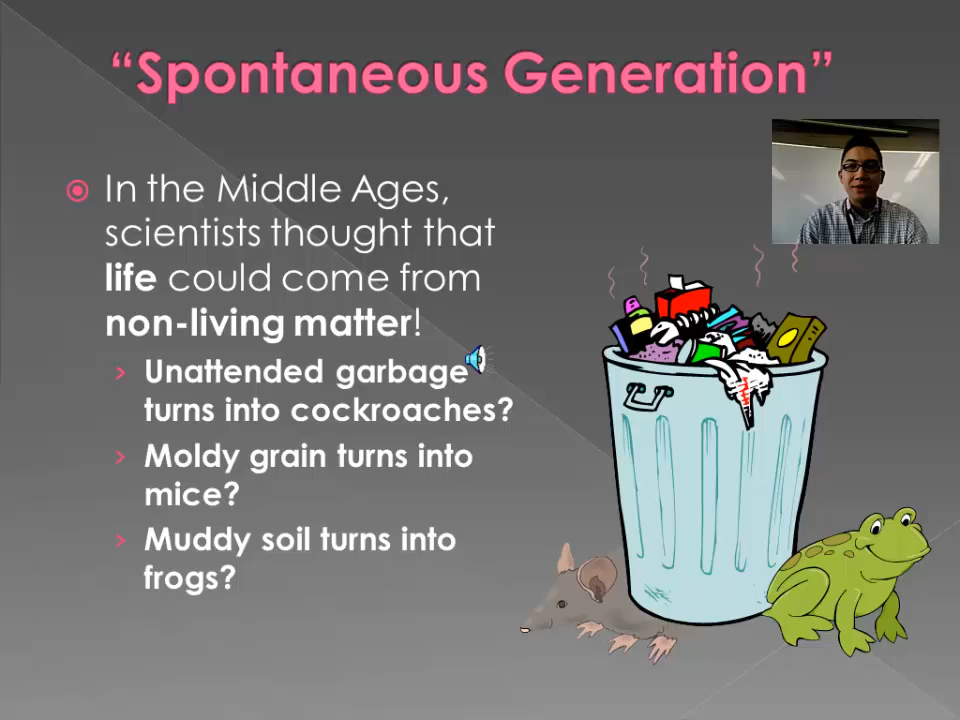 “Spontaneous Generation”
In the Middle Ages,
scientists thought that
life could come from
non-living matter!
Unattended garbage
turns into cockroaches?
Moldy grain turns into
mice?
Muddy soil turns into
frogs?